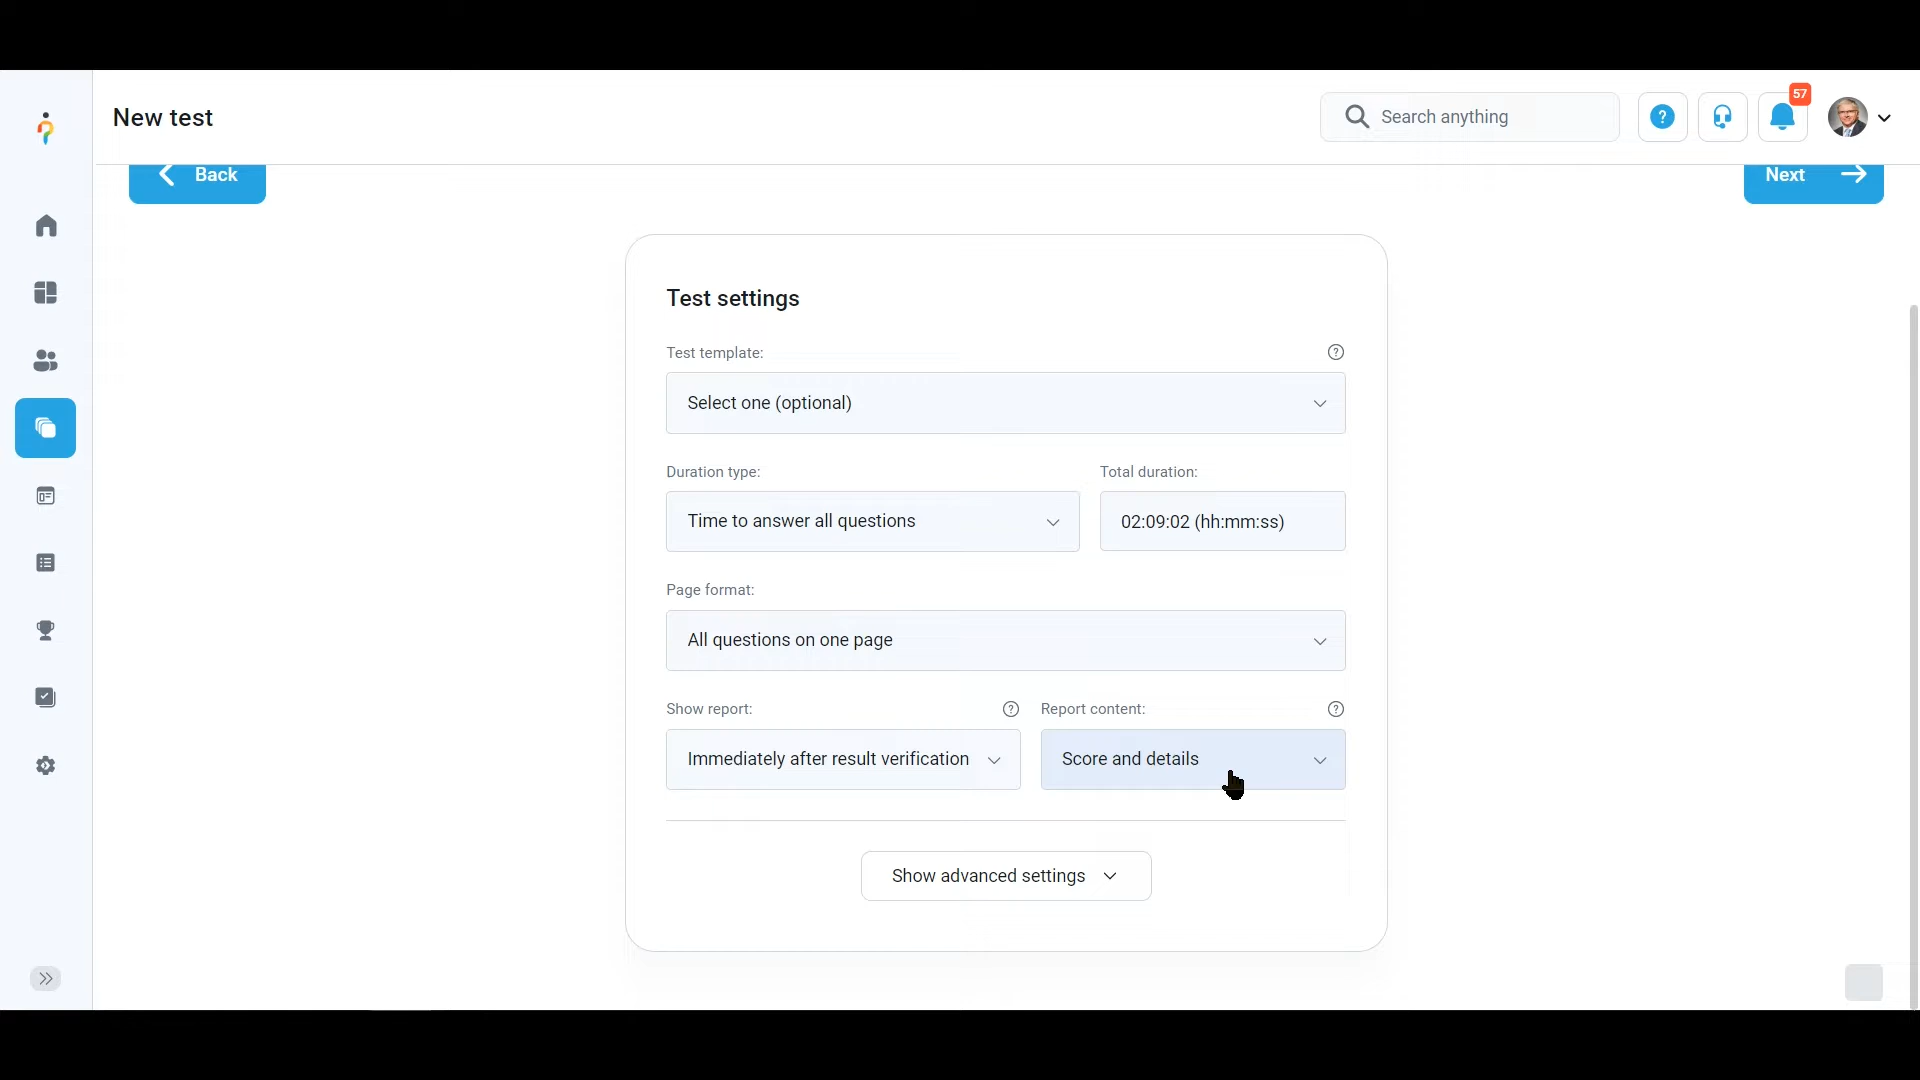 New test
Search anything
57
Back
Next
Test settings
Test template:
Select one (optional)
Duration type:
Total duration:
Time to answer all questions
02:09:02 (hh:mm:ss)
Page format:
All questions on one page
Show report:
Report content:
Immediately after result verification
Score and details
Show advanced settings